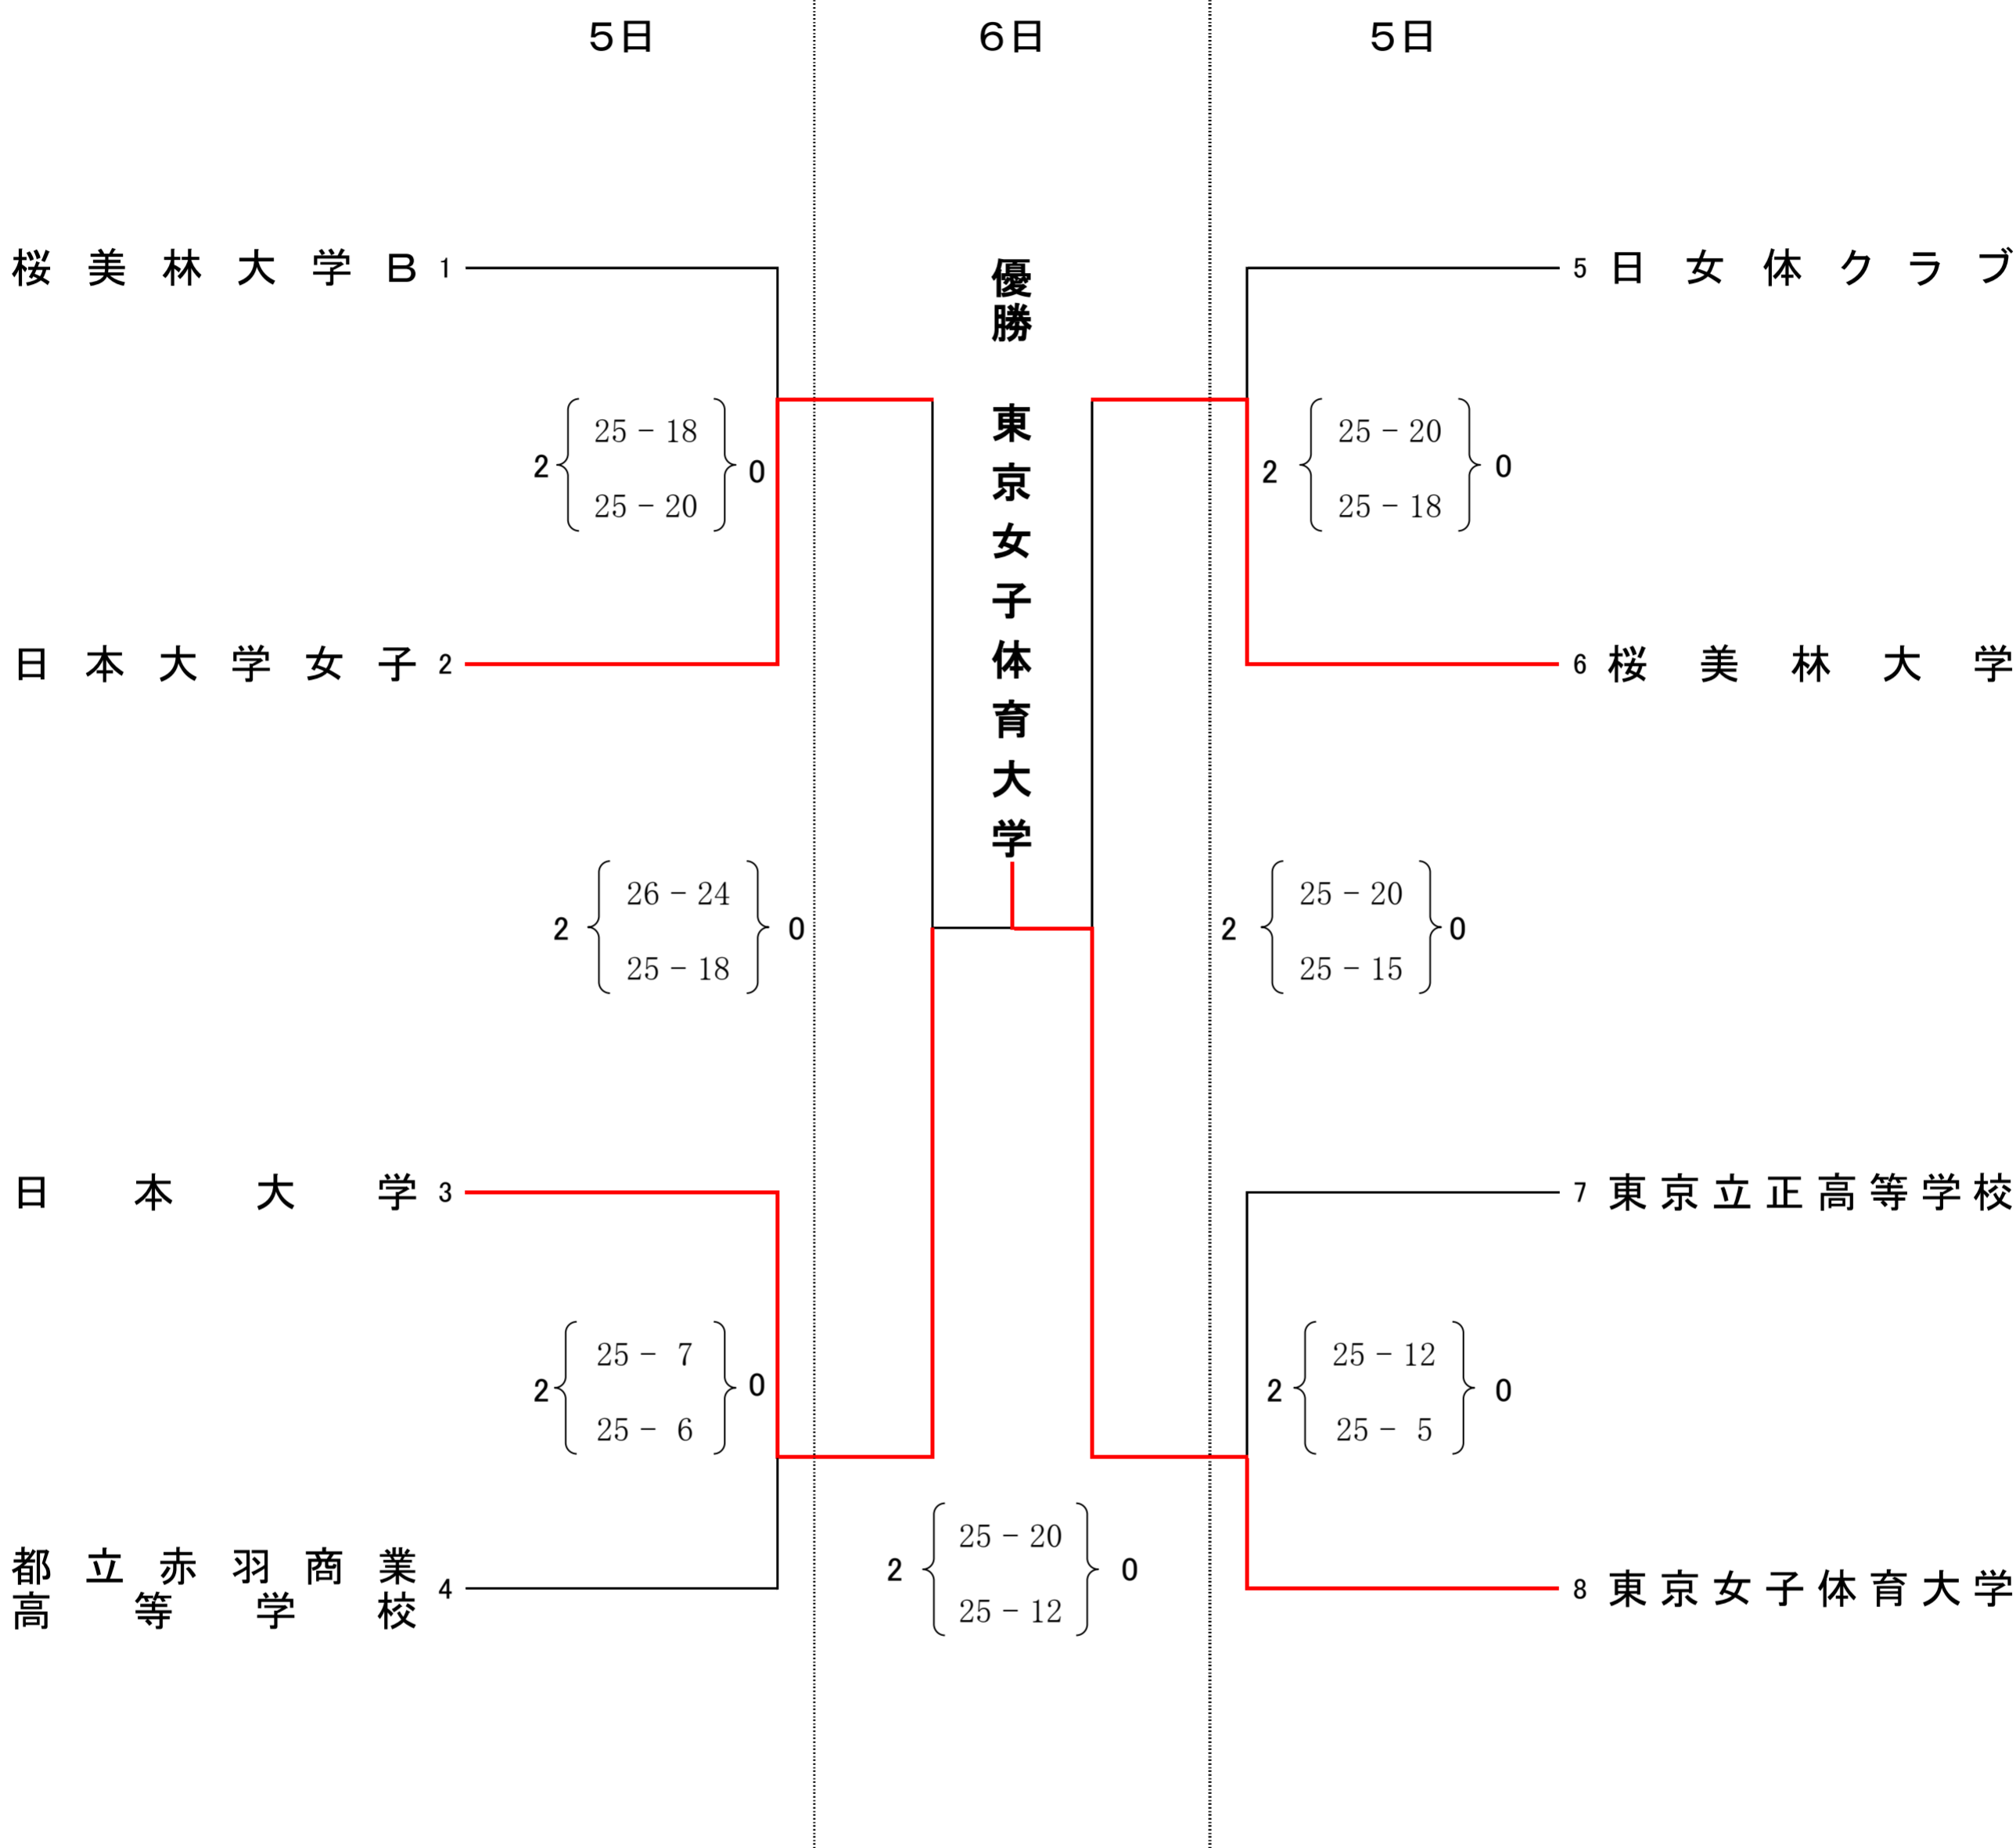 ５日
６日
５日
桜美林大学Ｂ 1
5 日女体クラブ
優勝　東京女子体育大学
2 25 － 18 0
25 － 20
2 25 － 20 0
25 － 18
日本大学女子 2
6 桜美林大学
2 26 － 24 0
25 － 18
2 25 － 20 0
25 － 15
日本大学 3
7 東京立正高等学校
2 25 － 7 0
25 － 6
2 25 － 12 0
25 － 5
都立赤羽商業
高等学校 4
8 東京女子体育大学
2 25 － 20 0
25 － 12